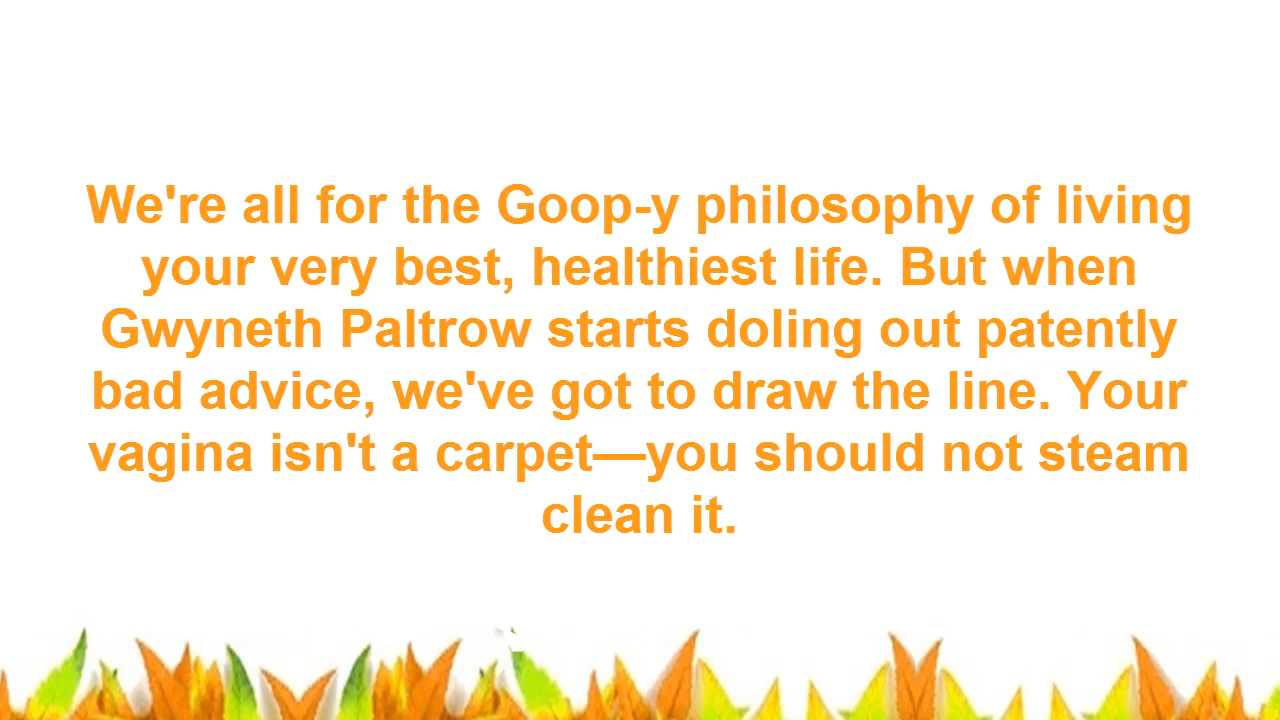 We're all for the Goop-y philosophy of living
your very best, healthiest life. But when
Gwyneth Paltrow starts doling out patently
bad advice, we've got to draw the line. Your
vagina isn't a carpet—you should not steam
clean it.